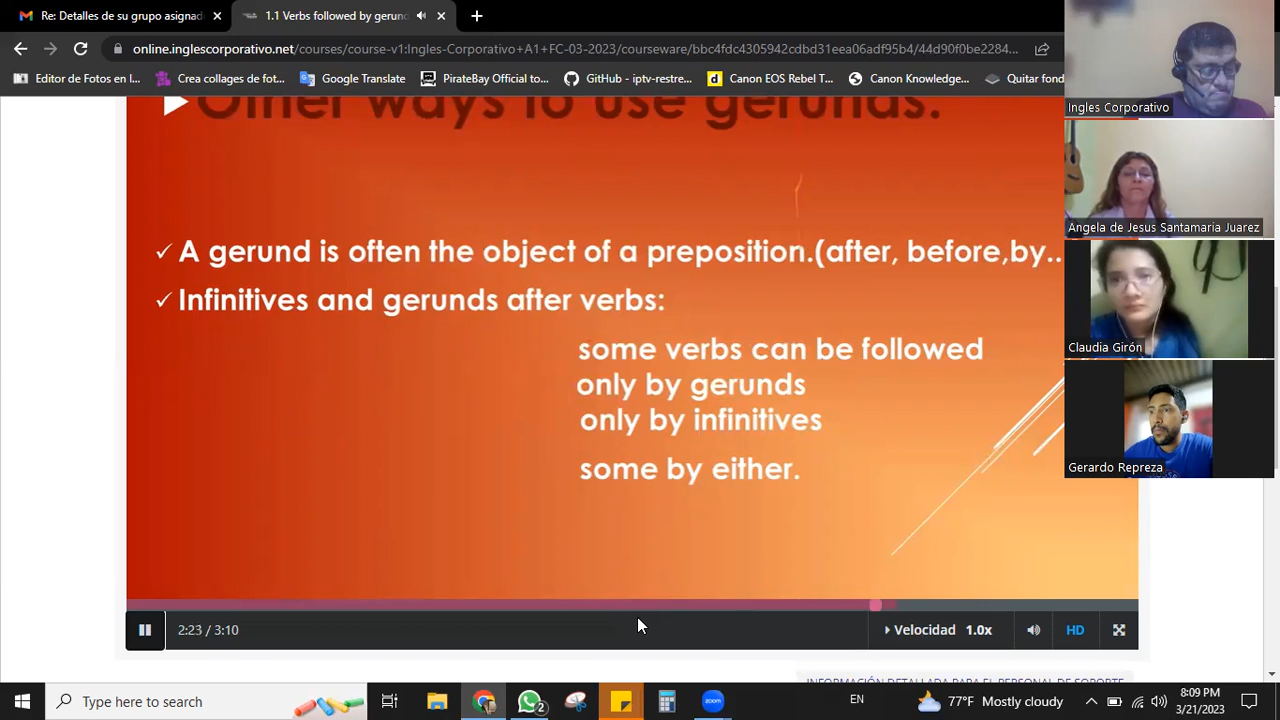 Re: Detalles de su grupo asignad
1.1 Verbs followed by gerun
online.inglescorporativo.net/courses/course-v1:Ingles-Corporativo+A1+FC-03-2023/courseware/bbc4fdc4305942cdbd31eea06adf95b4/44d90f0be2284...
Editor de Fotos en l...
Crea collages de fot...
Google Translate
PirateBay Official to...
GitHub - iptv-restre...
Canon EOS Rebel T...
Canon Knowledge...
Quitar fond
Other ways to use gerunds.
✓ A gerund is often the object of a preposition.(after, before,by..
✓ Infinitives and gerunds after verbs:
some verbs can be followed
only by gerunds
only by infinitives
some by either.
Ingles Corporativo
Angela de Jesus Santamaria Juarez
Claudia Girón
Gerardo Repreza
2:23 / 3:10
Velocidad 1.0x
HD
INFORMACIÓN DETALLADA PARA EL PERSONAL DE SOPORTE
Type here to search
2
zoom
EN
77°F Mostly cloudy
8:09 PM
3/21/2023